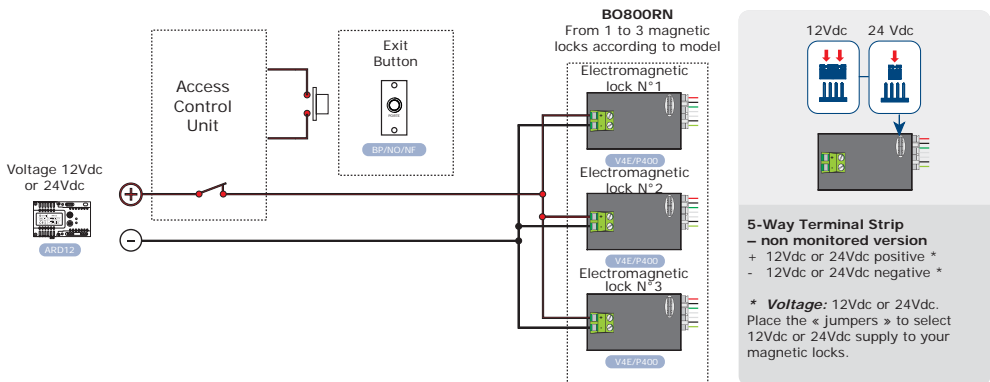 BO800RN
From 1 to 3 magnetic
locks according to model
Exit
Button
BP/NO/NF
Access
Control
Unit
Voltage 12Vdc
or 24Vdc
ARD12
+
-
Electromagnetic
lock N°1
V4E/P400
Electromagnetic
lock N°2
V4E/P400
Electromagnetic
lock N°3
V4E/P400
12Vdc
24 Vdc
5-Way Terminal Strip
– non monitored version
+ 12Vdc or 24Vdc positive *
- 12Vdc or 24Vdc negative *
* Voltage: 12Vdc or 24Vdc.
Place the « jumpers » to select
12Vdc or 24Vdc supply to your
magnetic locks.